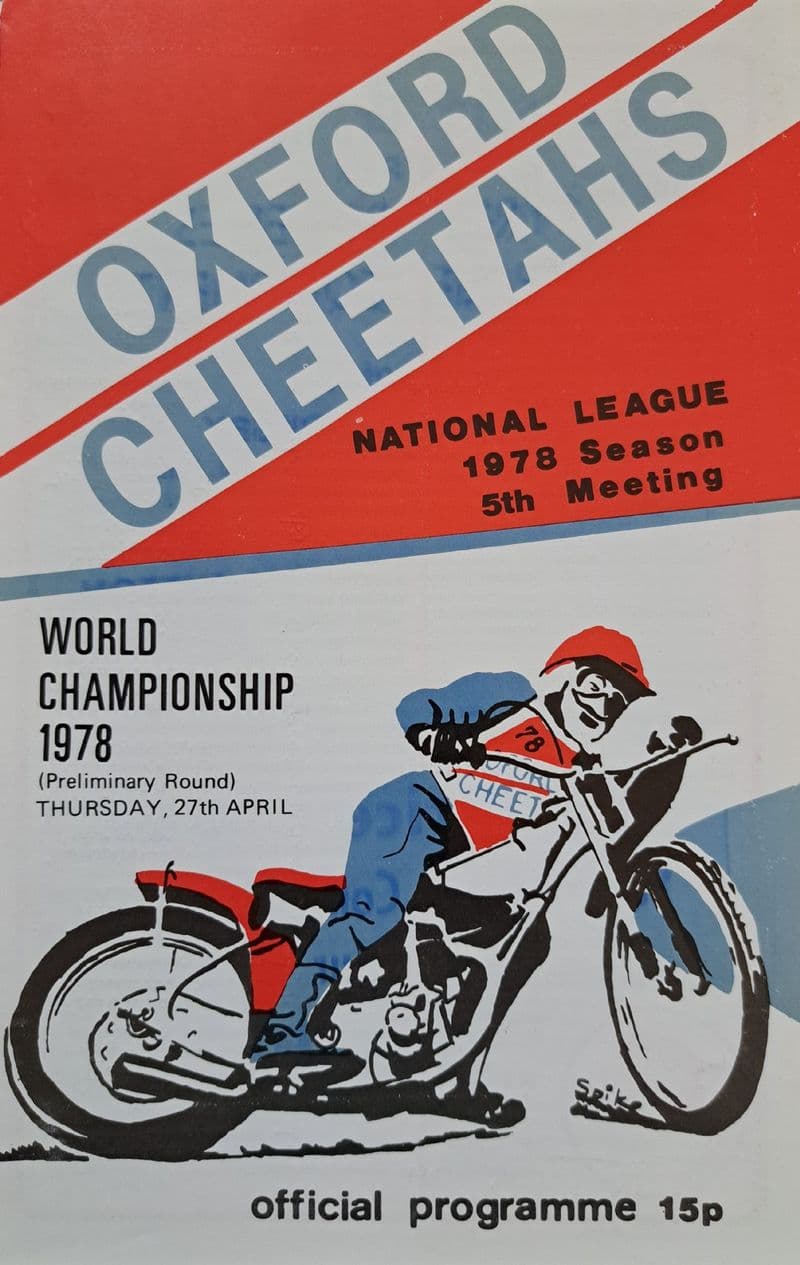 OXFORD
CHEETAHS
NATIONAL LEAGUE
1978 Season
5th Meeting
WORLD
CHAMPIONSHIP
1978
(Preliminary Round)
THURSDAY, 27th APRIL
78
OXFORD
CHEET
Spike
official programme 15p